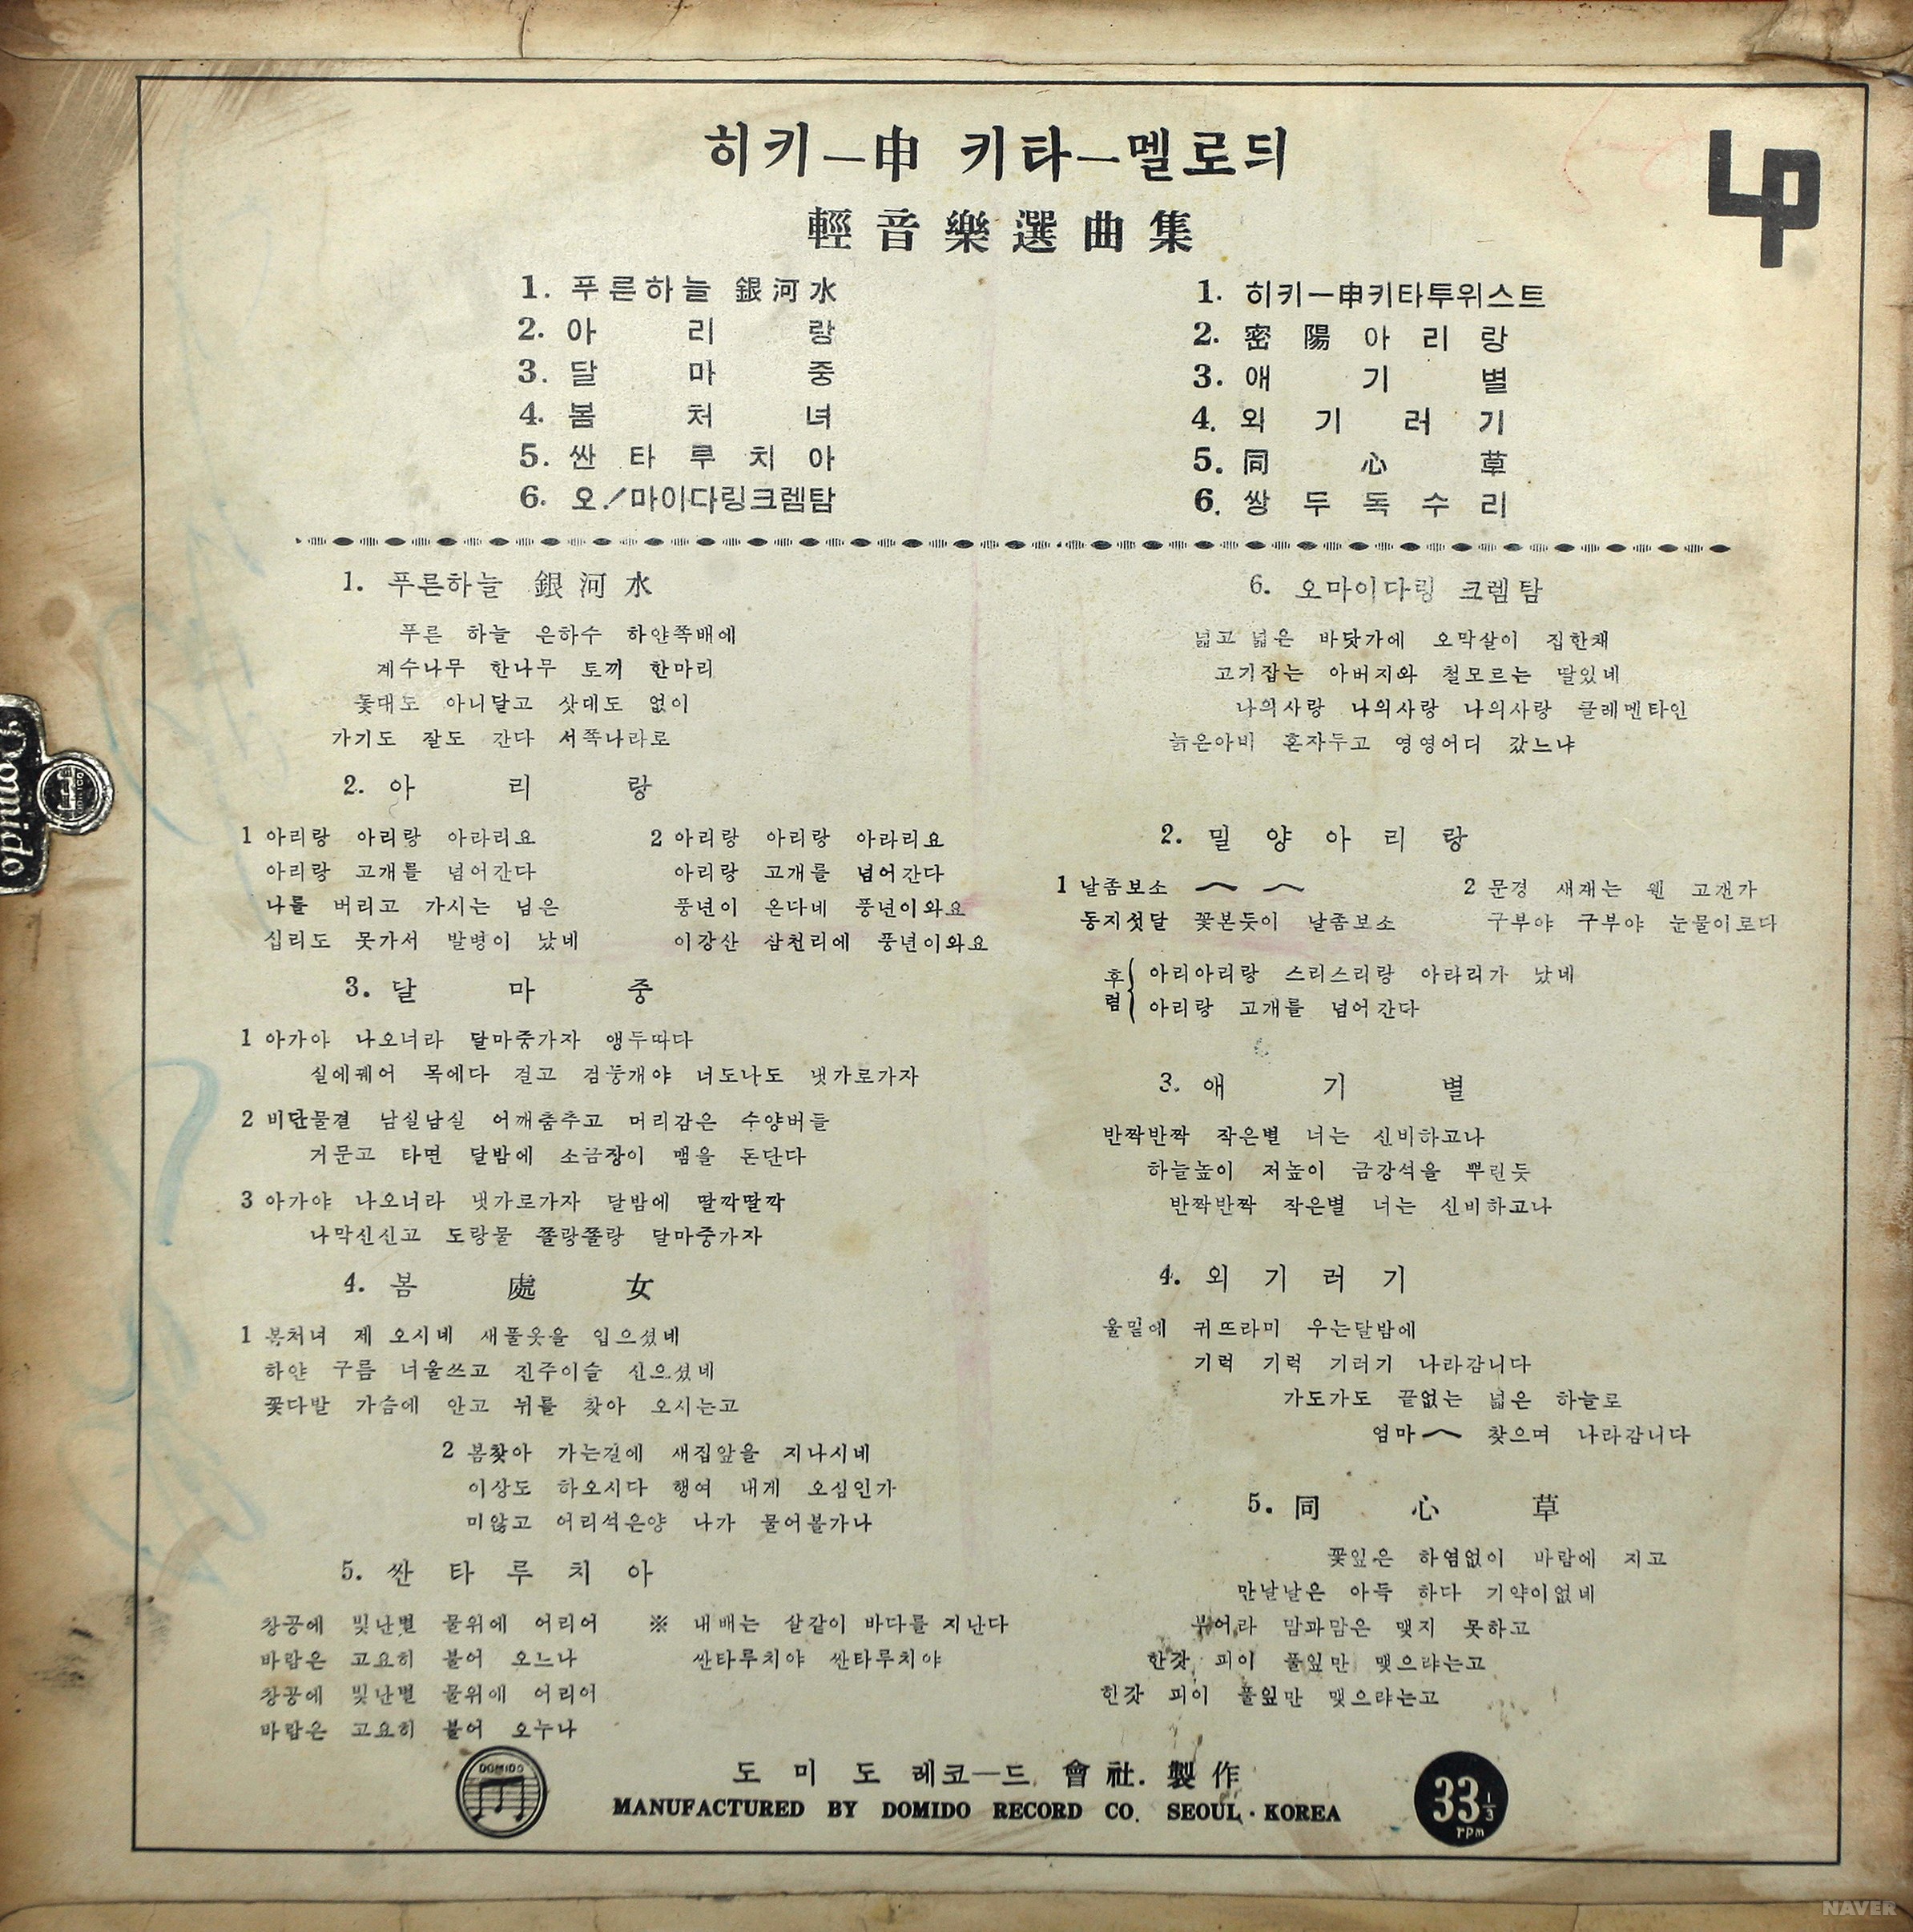 히키—申 키타—멜로듸
LP
輕音樂選曲集
1. 푸른하늘 銀河水
2. 아리랑
3. 달마중
4. 봄처녀
5. 싼타루치아
6. 오!마이다링크렘탐
1. 히키—申키타투위스트
2. 密陽아리랑
3. 애기별
4. 외기러기
5. 同心草
6. 쌍두독수리
1. 푸른하늘 銀河水
푸른 하늘 은하수 하얀쪽배에
계수나무 한나무 토끼 한마리
돛대도 아니달고 삿대도 없이
가기도 잘도 간다 서쪽나라로
2. 아리랑
1 아리랑 아리랑 아라리요
아리랑 고개를 넘어간다
나를 버리고 가시는 님은
십리도 못가서 발병이 났네
2 아리랑 아리랑 아라리요
아리랑 고개를 넘어간다
풍년이 온다네 풍년이와요
이강산 삼천리에 풍년이와요
3. 달마중
1 아가야 나오너라 달마중가자 앵두따다
실에꿰어 목에다 걸고 검둥개야 너도나도 냇가로가자
2 비단물결 남실남실 어깨춤추고 머리감은 수양버들
거문고 타면 달밤에 소금장이 맴을 돈단다
3 아가야 나오너라 냇가로가자 달밤에 딸깍딸깍
나막신신고 도랑물 쫄랑쫄랑 달마중가자
4. 봄處女
1 봄처녀 제 오시네 새풀옷을 입으셨네
하얀 구름 너울쓰고 진주이슬 신으셨네
꽃다발 가슴에 안고 뉘를 찾아 오시는고
2 봄찾아 가는길에 새집앞을 지나시네
이상도 하오시다 행여 내게 오심인가
미않고 어리석은양 나가 물어볼가나
5. 싼타루치아
창공에 빛난별 물위에 어리어
바람은 고요히 불어 오느나
창공에 빛난별 물위에 어리어
바람은 고요히 불어 오누나
※ 내배는 살같이 바다를 지난다
싼타루치야 싼타루치야
6. 오마이다링 크렘탐
넓고 넓은 바닷가에 오막살이 집한채
고기잡는 아버지와 철모르는 딸있네
나의사랑 나의사랑 나의사랑 클레멘타인
늙은아비 혼자두고 영영어디 갔느냐
2. 밀양아리랑
1 날좀보소 〜 〜
동지섯달 꽃본듯이 날좀보소
2 문경 새재는 웬 고갠가
구부야 구부야 눈물이로다
후렴 { 아리아리랑 스리스리랑 아라리가 났네
아리랑 고개를 넘어간다
3. 애기별
반짝반짝 작은별 너는 신비하고나
하늘높이 저높이 금강석을 뿌린듯
반짝반짝 작은별 너는 신비하고나
4. 외기러기
울밑에 귀뜨라미 우는달밤에
기럭 기럭 기러기 나라갑니다
가도가도 끝없는 넓은 하늘로
엄마〜 찾으며 나라갑니다
5. 同心草
꽃잎은 하염없이 바람에 지고
만날날은 아득 하다 기약이없네
부어라 맘과맘은 맺지 못하고
한갓 피이 풀잎만 맺으랴는고
헌갓 피이 풀잎만 맺으랴는고
DOMIDO
도미도 레코—드 會社. 製作
MANUFACTURED BY DOMIDO RECORD CO. SEOUL·KOREA
33 1/3 rpm
Domido
NAVER